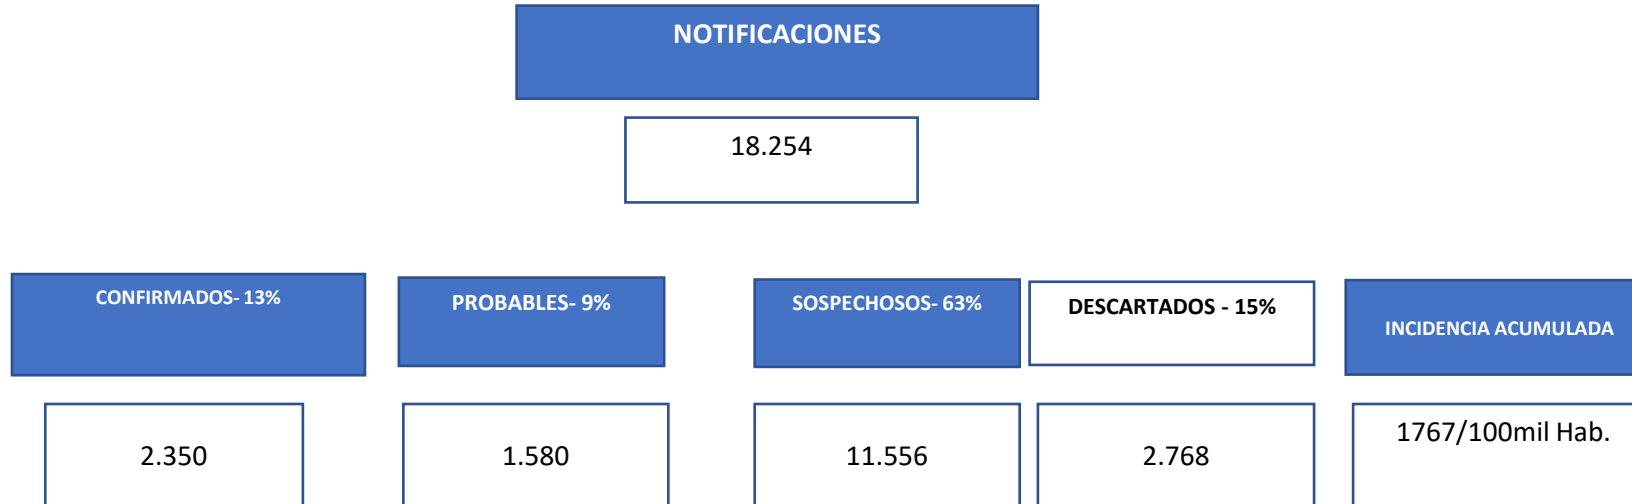 NOTIFICACIONES
18.254
CONFIRMADOS- 13%
PROBABLES- 9%
SOSPECHOSOS- 63%
DESCARTADOS - 15%
INCIDENCIA ACUMULADA
2.350
1.580
11.556
2.768
1767/100mil Hab.